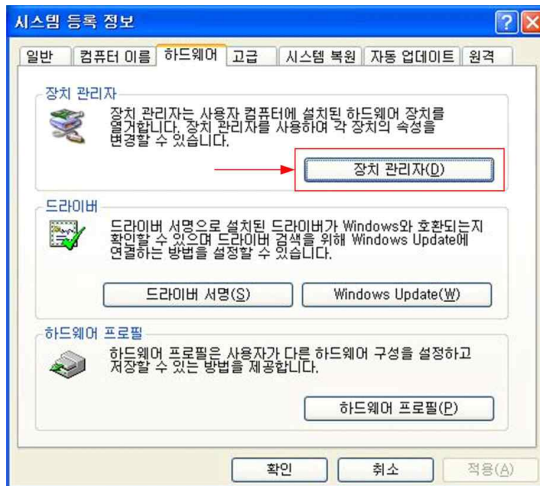 시스템 등록 정보
일반 컴퓨터 이름 하드웨어 고급 시스템 복원 자동 업데이트 원격
장치 관리자
장치 관리자는 사용자 컴퓨터에 설치된 하드웨어 장치를
열거합니다. 장치 관리자를 사용하여 각 장치의 속성을
변경할 수 있습니다.
장치 관리자(D)
드라이버
드라이버 서명으로 설치된 드라이버가 Windows와 호환되는지
확인할 수 있으며 드라이버 검색을 위해 Windows Update에
연결하는 방법을 설정할 수 있습니다.
드라이버 서명(S) Windows Update(W)
하드웨어 프로필
하드웨어 프로필은 사용자가 다른 하드웨어 구성을 설정하고
저장할 수 있는 방법을 제공합니다.
하드웨어 프로필(P)
확인 취소 적용(A)